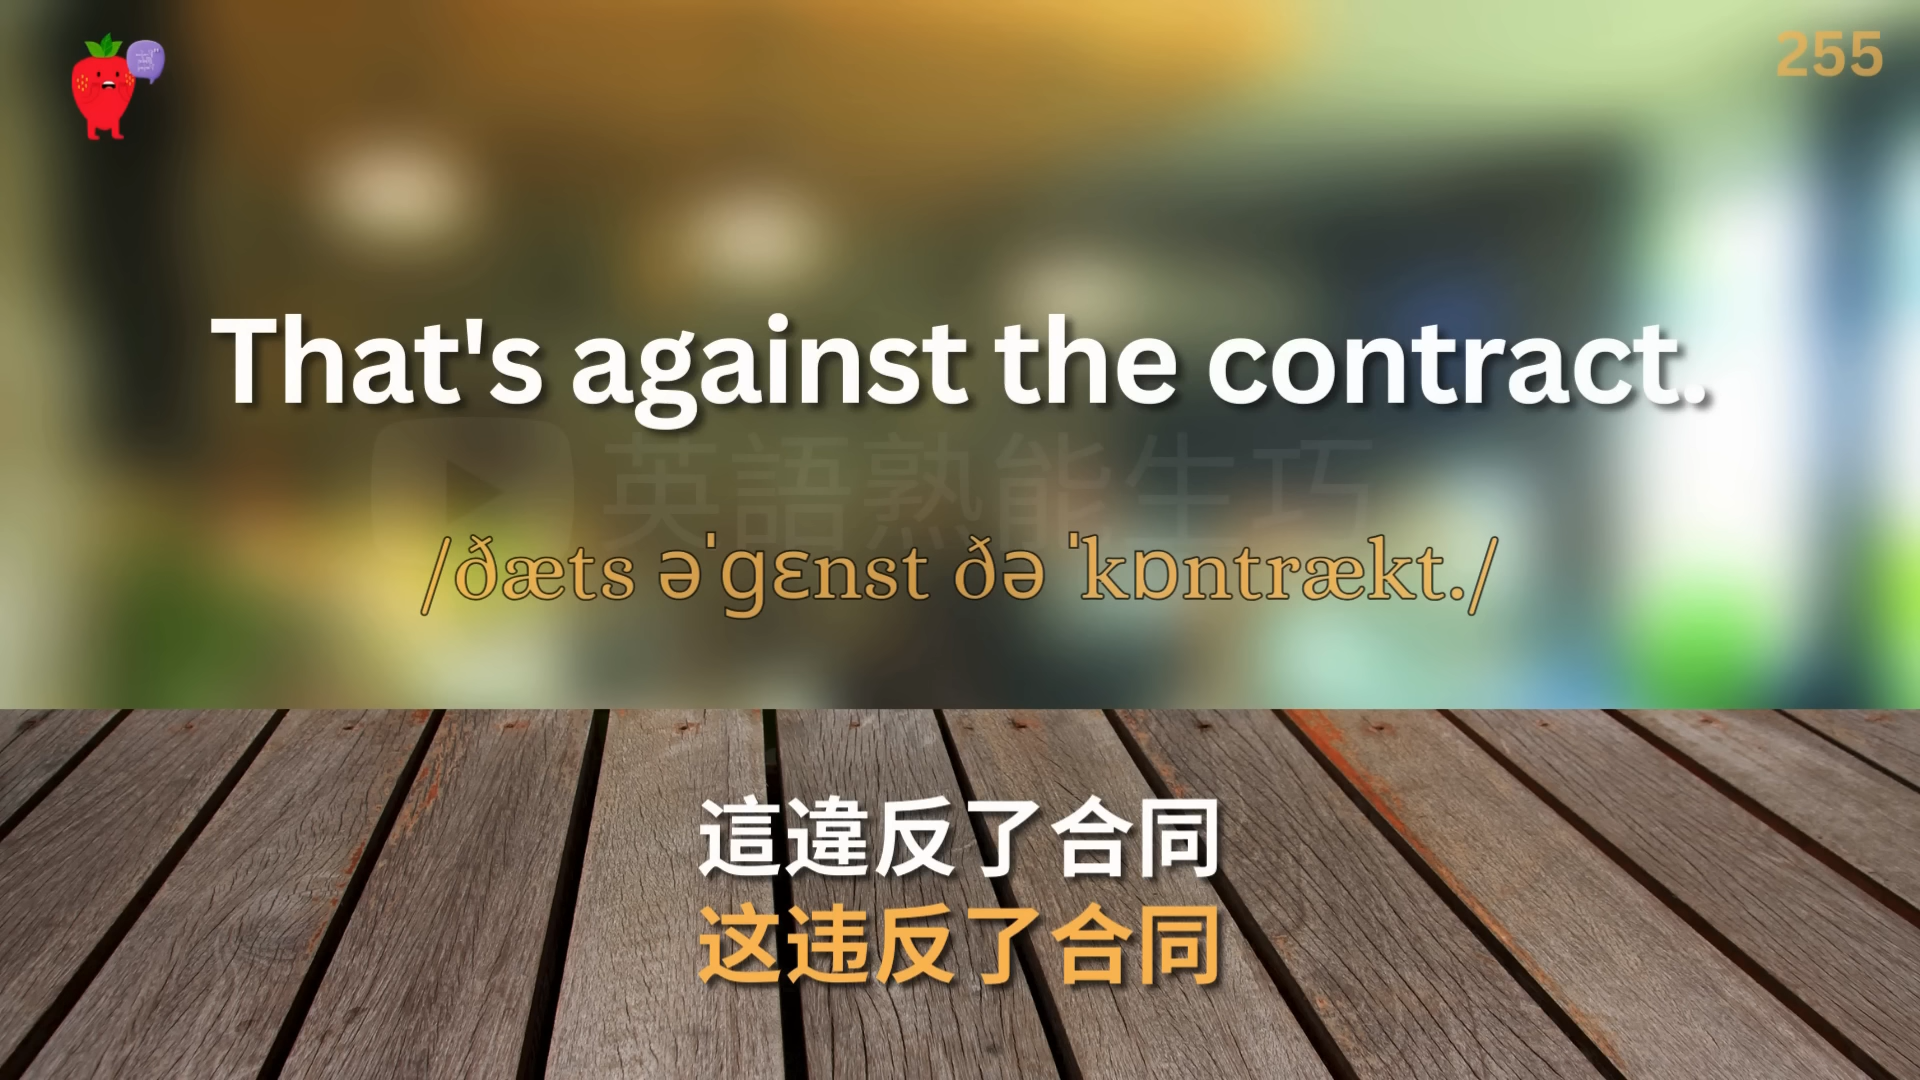 255
That's against the contract.
英語熟能生巧
/ðæts əˈɡɛnst ðə ˈkɒntrækt./
這違反了合同
这违反了合同